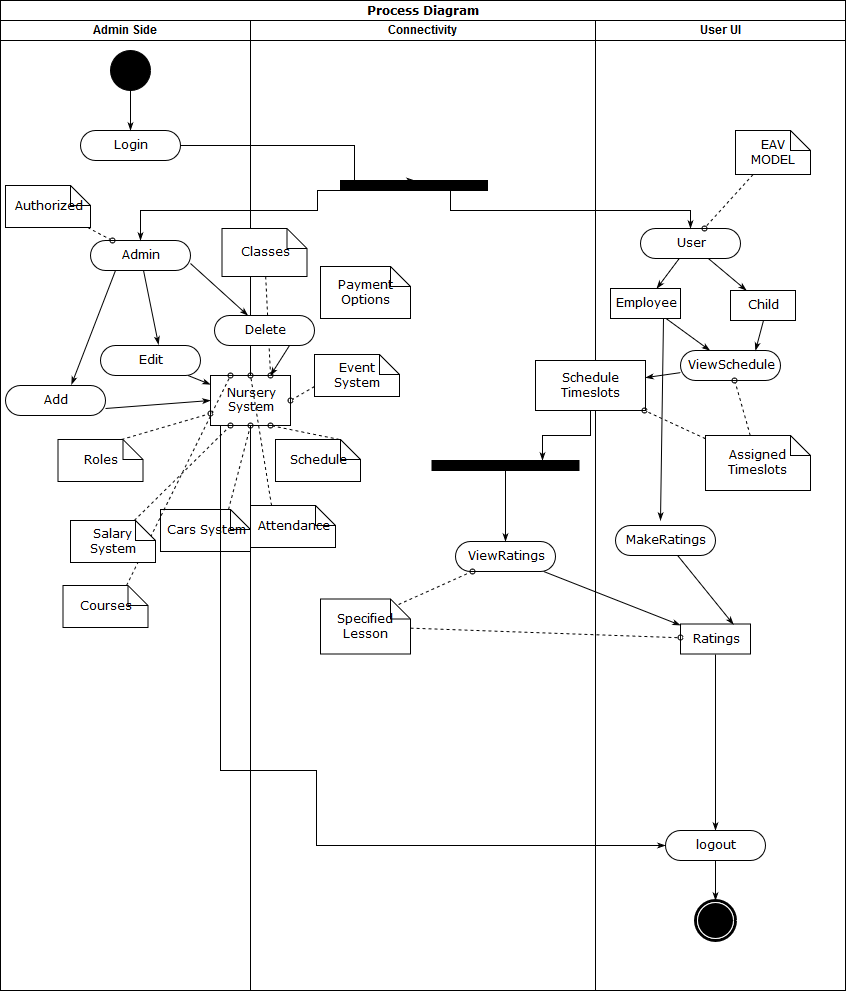 Process Diagram
Admin Side
Connectivity
User UI
Login
EAV
MODEL
Authorized
Admin
Classes
User
Payment
Options
Employee
Child
Delete
Edit
Event
System
ViewSchedule
Schedule
Timeslots
Add
Nursery
System
Roles
Schedule
Assigned
Timeslots
Salary
System
Cars System
Attendance
MakeRatings
ViewRatings
Courses
Specified
Lesson
Ratings
logout